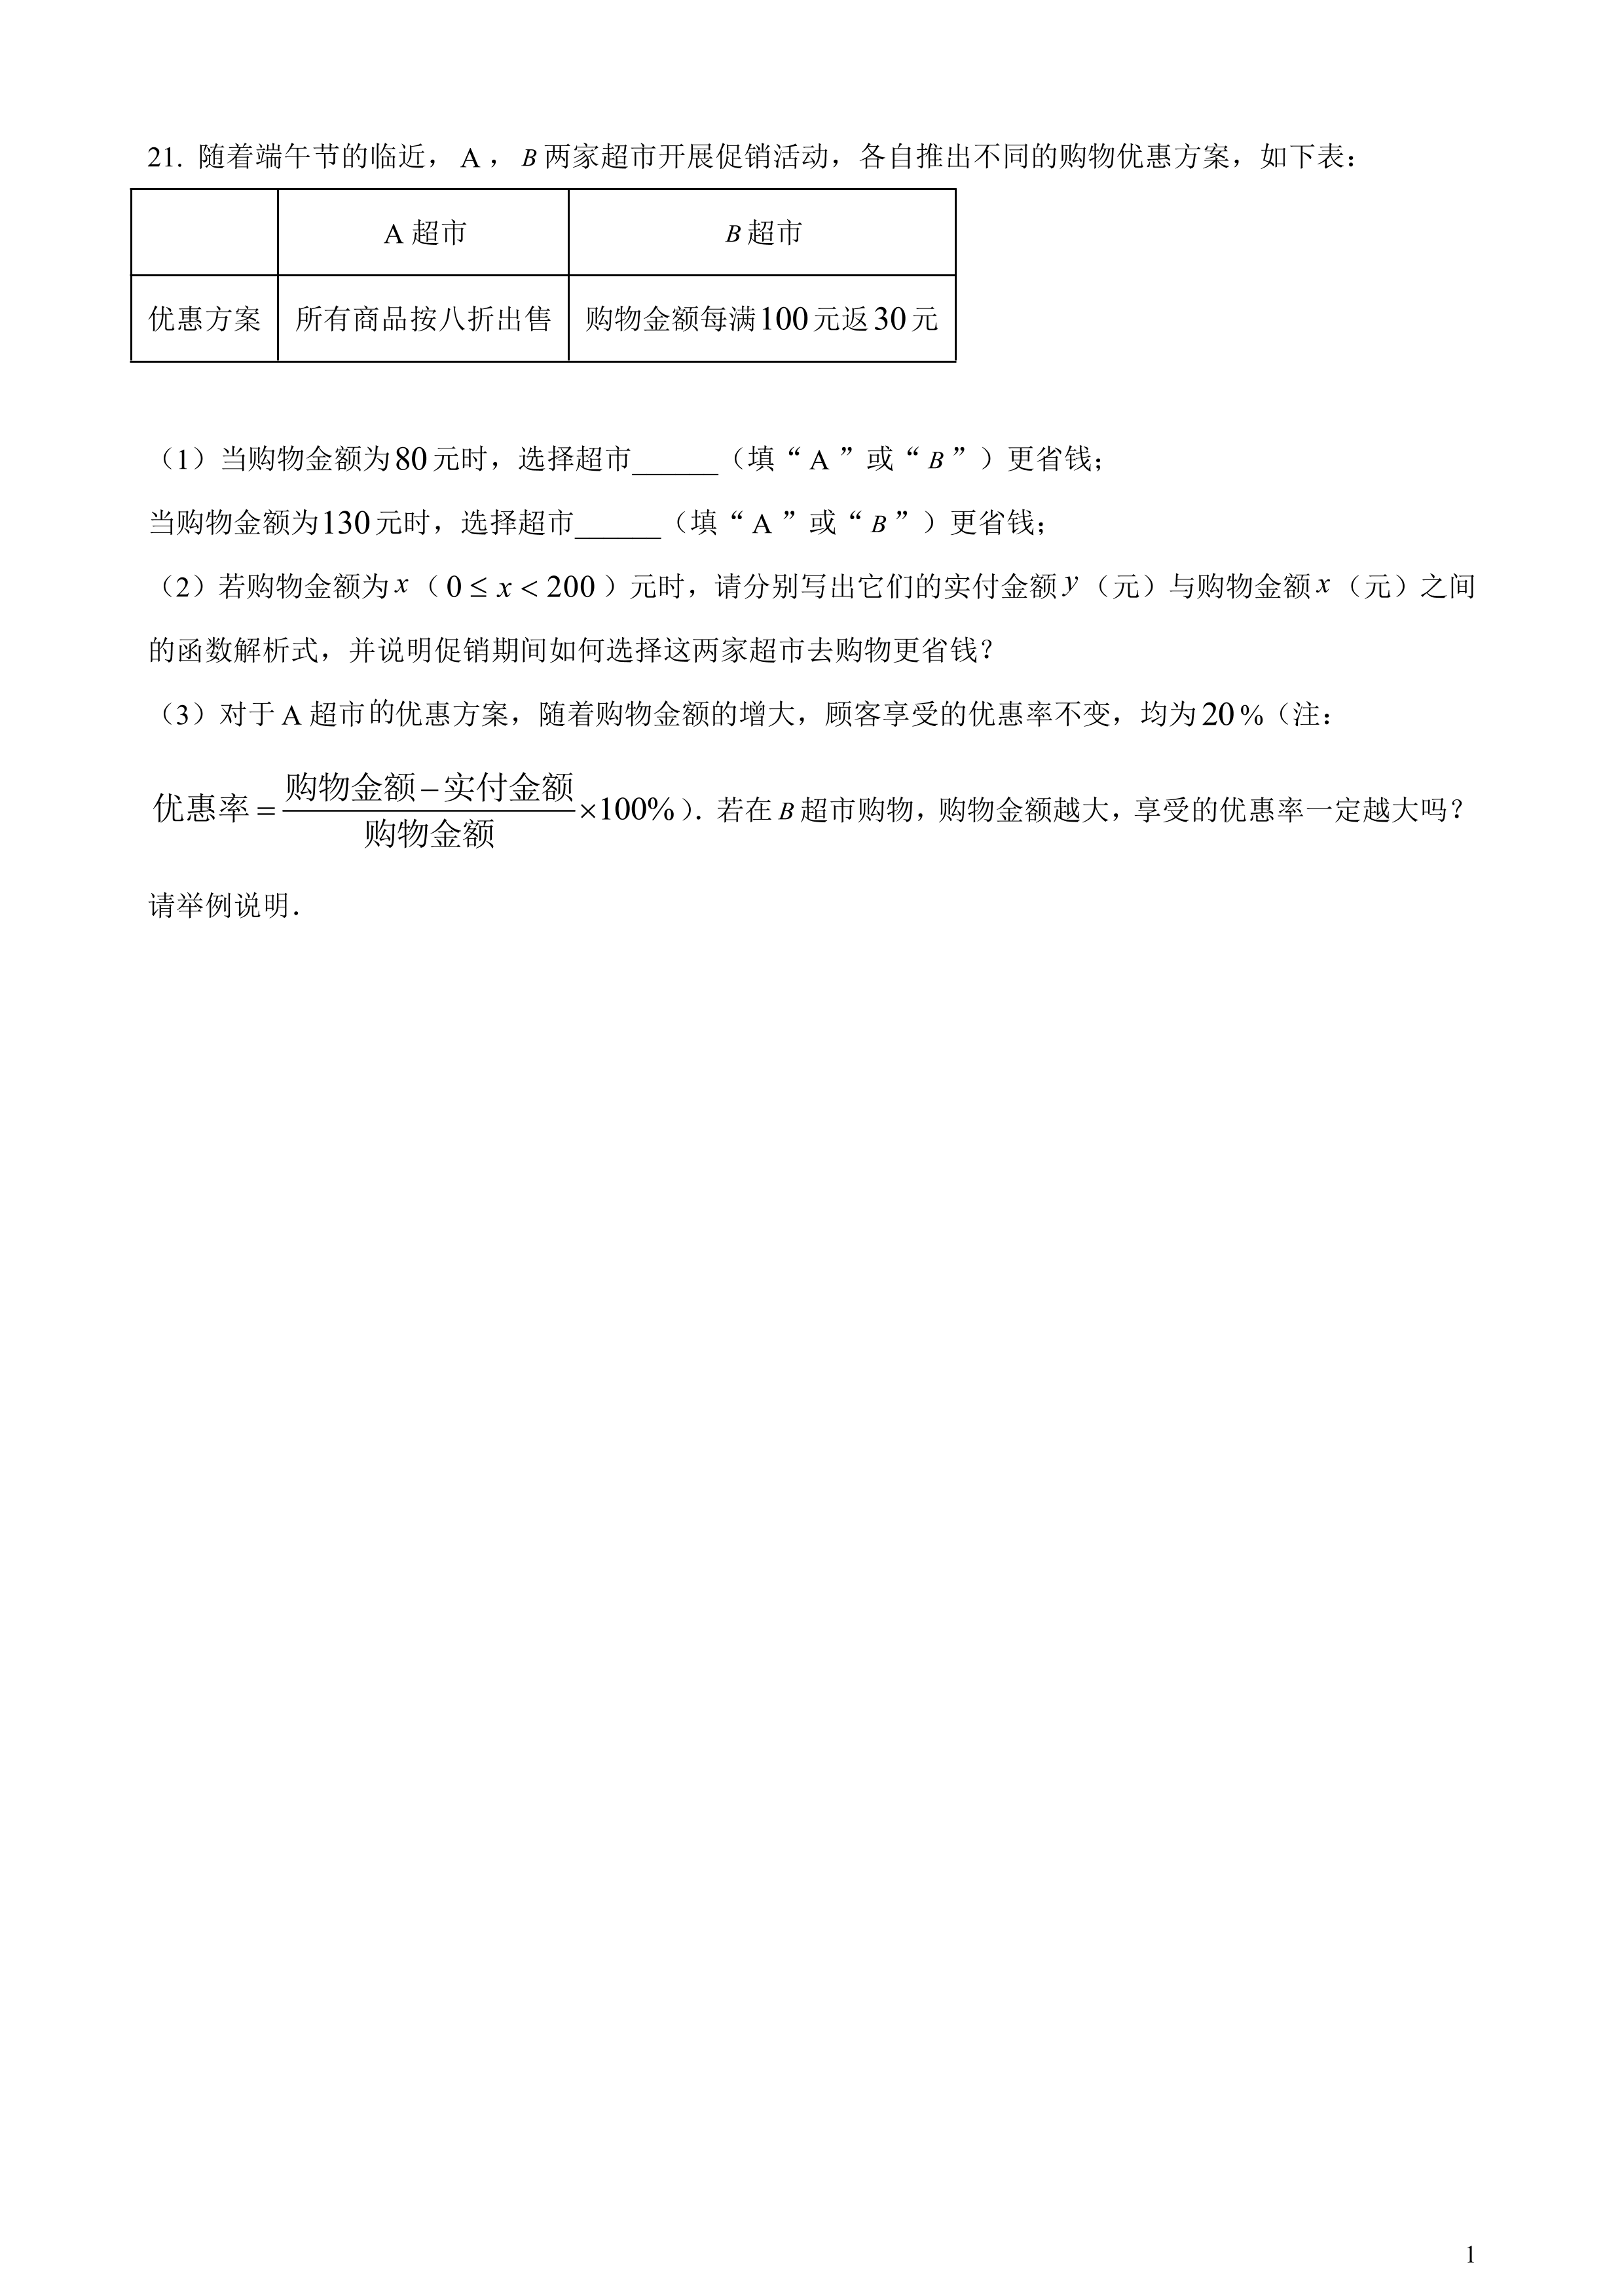 21. 随着端午节的临近，A，B两家超市开展促销活动，各自推出不同的购物优惠方案，如下表：
A 超市 B 超市
优惠方案 所有商品按八折出售 购物金额每满100元返30元
（1）当购物金额为80元时，选择超市______（填“A”或“B”）更省钱；
当购物金额为130元时，选择超市______（填“A”或“B”）更省钱；
（2）若购物金额为x（0≤x<200）元时，请分别写出它们的实付金额y（元）与购物金额x（元）之间
的函数解析式，并说明促销期间如何选择这两家超市去购物更省钱？
（3）对于 A 超市的优惠方案，随着购物金额的增大，顾客享受的优惠率不变，均为20%（注：
优惠率=购物金额-实付金额/购物金额×100%）．若在B超市购物，购物金额越大，享受的优惠率一定越大吗？
请举例说明．
1